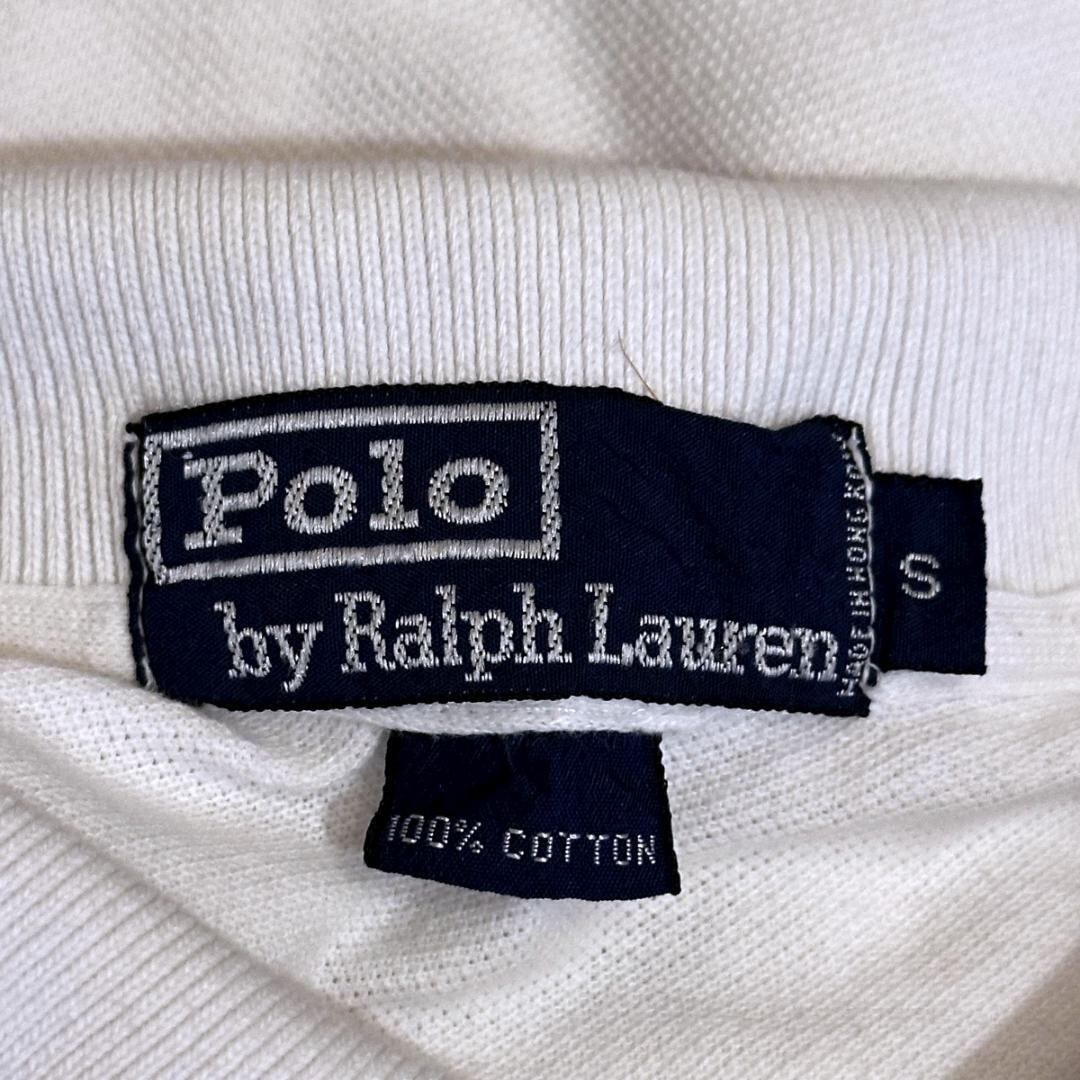 Polo
by Ralph Lauren
MADE IN HONG KONG
S
100% COTTON